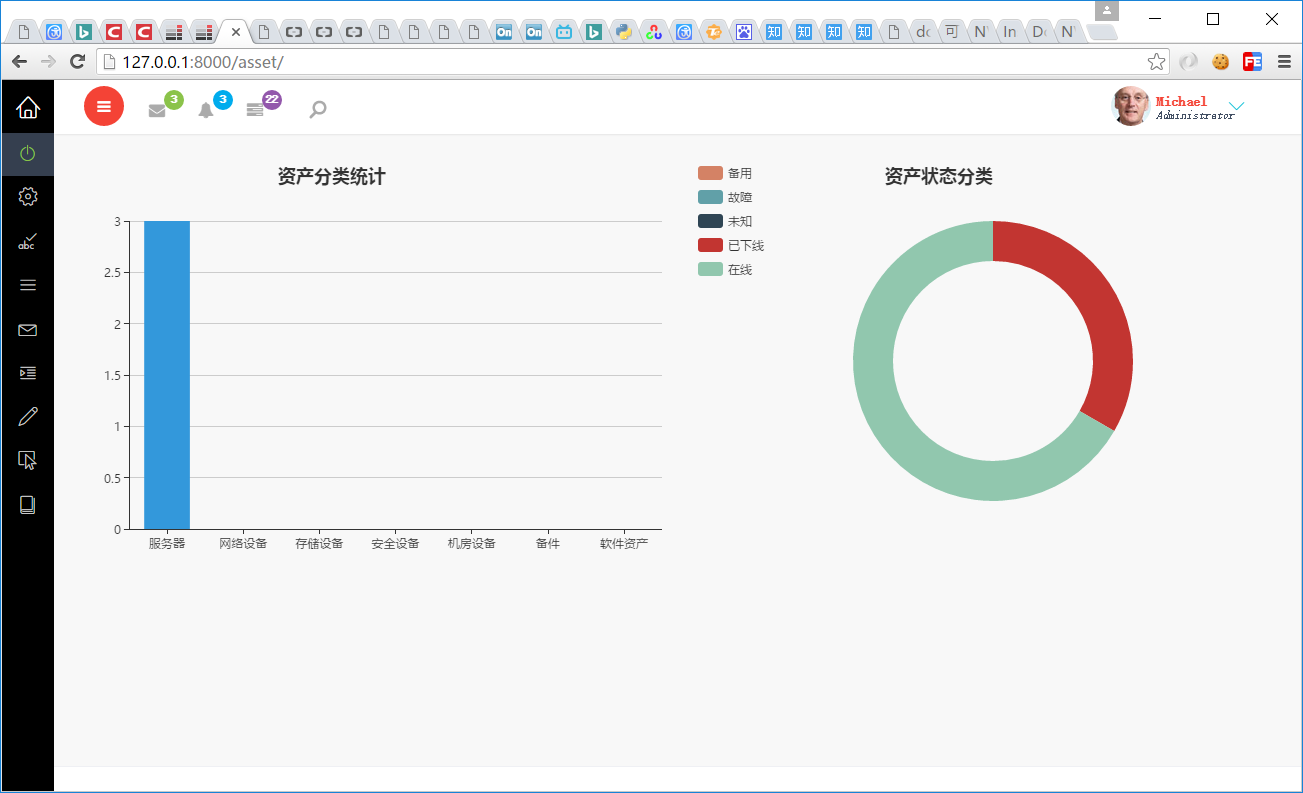 On
On
知
知
知
知
可
In
127.0.0.1:8000/asset/
FE
3
3
22
Michael
Administrator
abc
资产分类统计
3
2.5
2
1.5
1
0.5
0
服务器
网络设备
存储设备
安全设备
机房设备
备件
软件资产
备用
故障
未知
已下线
在线
资产状态分类